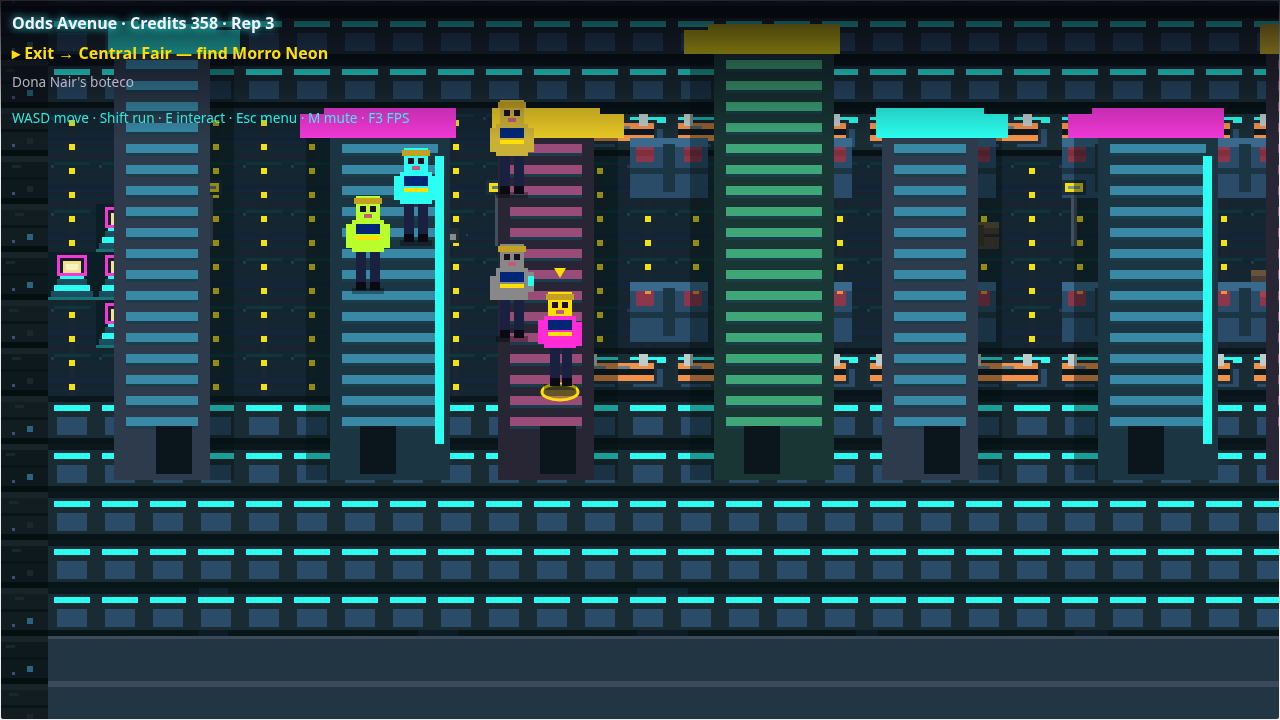 Odds Avenue · Credits 358 · Rep 3
▸ Exit → Central Fair — find Morro Neon
Dona Nair's boteco
WASD move · Shift run · E interact · Esc menu · M mute · F3 FPS